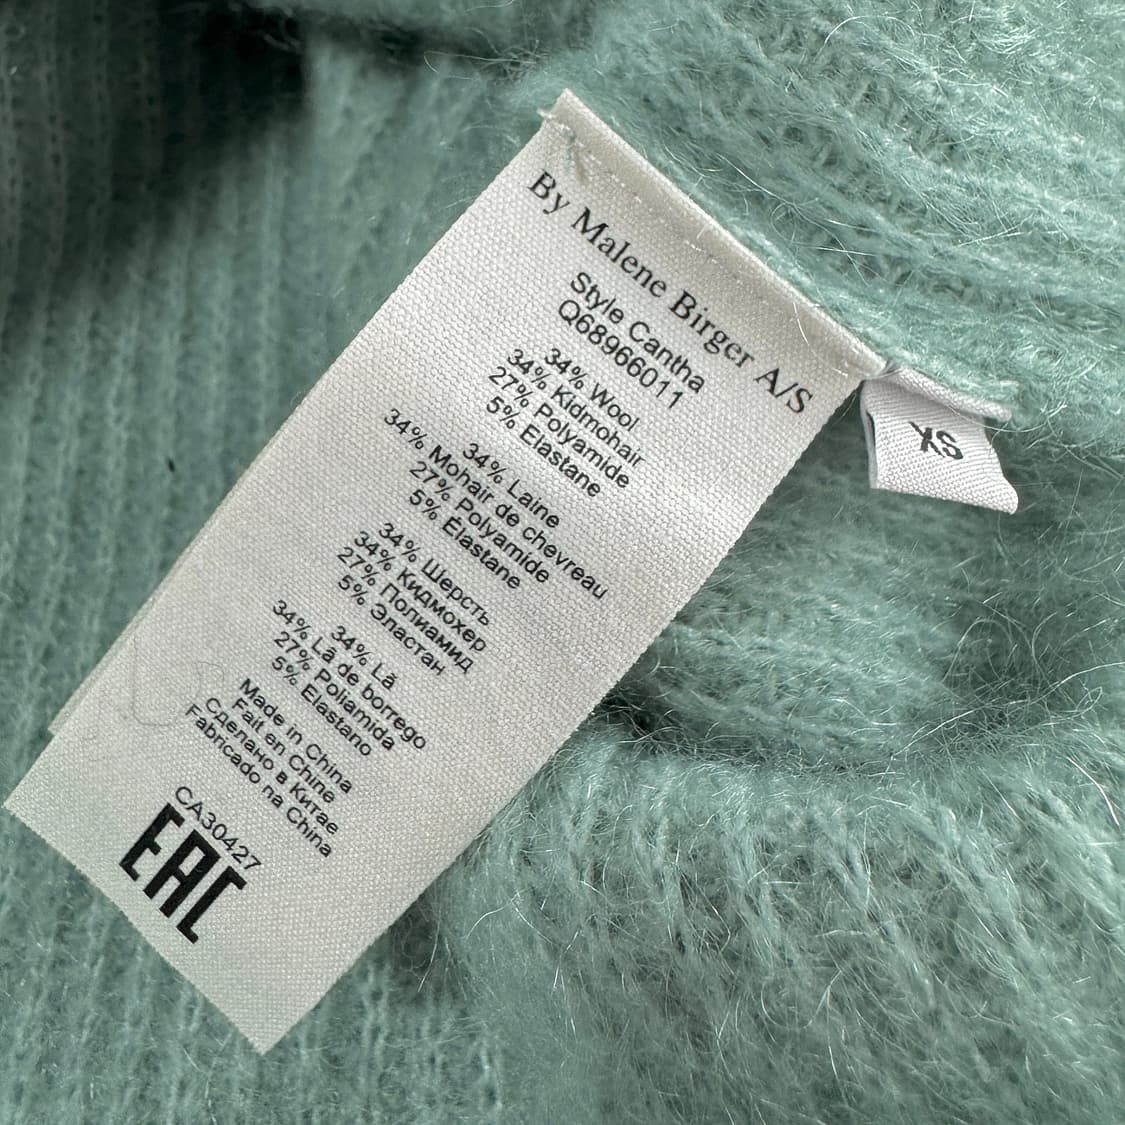 By Malene Birger A/S
Style Cantha
Q68966011
34% Wool
34% Kidmohair
27% Polyamide
5% Elastane
34% Laine
34% Mohair de chevreau
27% Polyamide
5% Élastane
34% Шерсть
34% Кидмохер
27% Полиамид
5% Эластан
34% Lã
34% Lã de borrego
27% Poliamida
5% Elastano
Made in China
Fait en Chine
Сделано в Китае
Fabricado na China
CA30427
EAC
XS